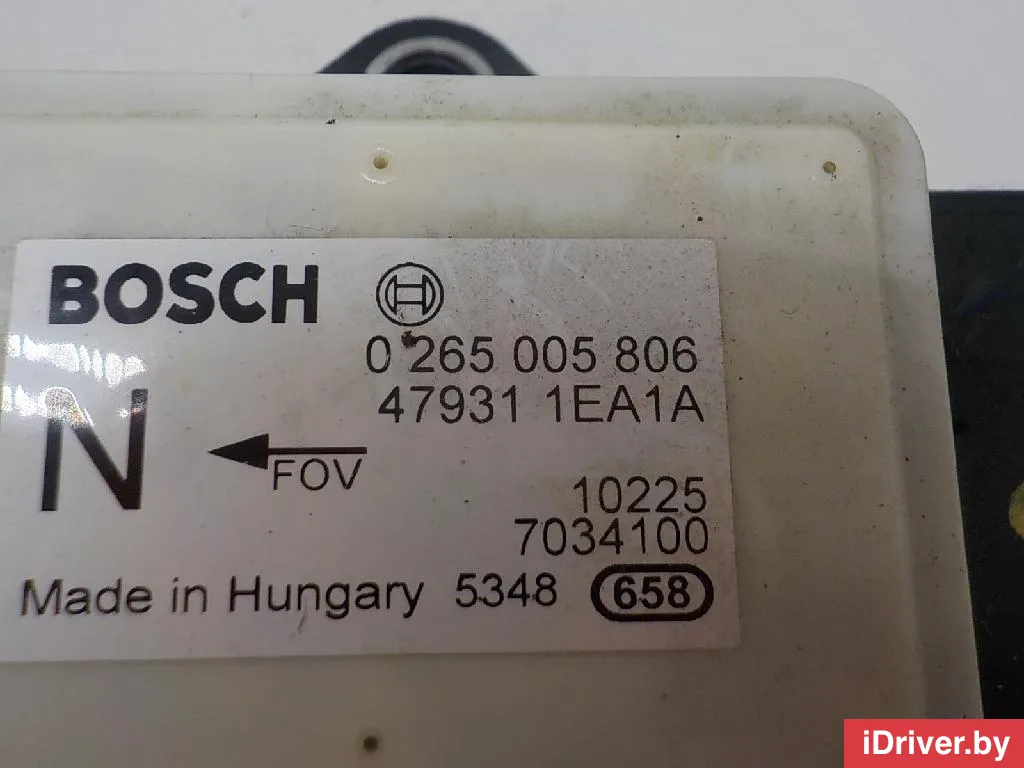 BOSCH
0 265 005 806
47931 1EA1A
N
FOV
10225
7034100
Made in Hungary 5348 658
iDriver.by